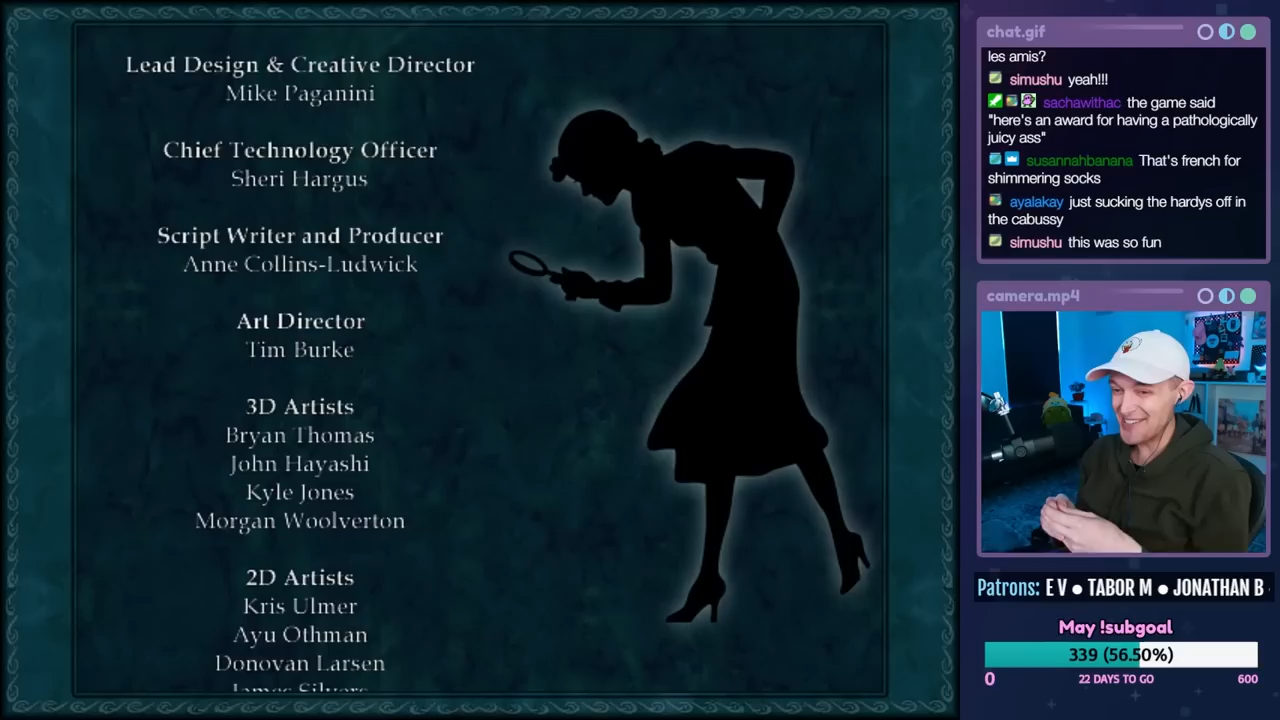 Lead Design & Creative Director
Mike Paganini
Chief Technology Officer
Sheri Hargus
Script Writer and Producer
Anne Collins-Ludwick
Art Director
Tim Burke
3D Artists
Bryan Thomas
John Hayashi
Kyle Jones
Morgan Woolverton
2D Artists
Kris Ulmer
Ayu Othman
Donovan Larsen
James Silvers
chat.gif
les amis?
simushu yeah!!!
sachawithac the game said
"here's an award for having a pathologically
juicy ass"
susannahbanana That's french for
shimmering socks
ayalakay just sucking the hardys off in
the cabussy
simushu this was so fun
camera.mp4
Patrons: E V ● TABOR M ● JONATHAN B
May !subgoal
339 (56.50%)
0 22 DAYS TO GO 600